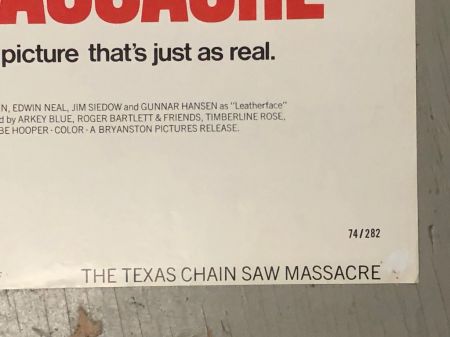 MASSACRE
picture that's just as real.
N, EDWIN NEAL, JIM SIEDOW and GUNNAR HANSEN as "Leatherface"
d by ARKEY BLUE, ROGER BARTLETT & FRIENDS, TIMBERLINE ROSE,
BE HOOPER · COLOR · A BRYANSTON PICTURES RELEASE.
74/282
THE TEXAS CHAIN SAW MASSACRE